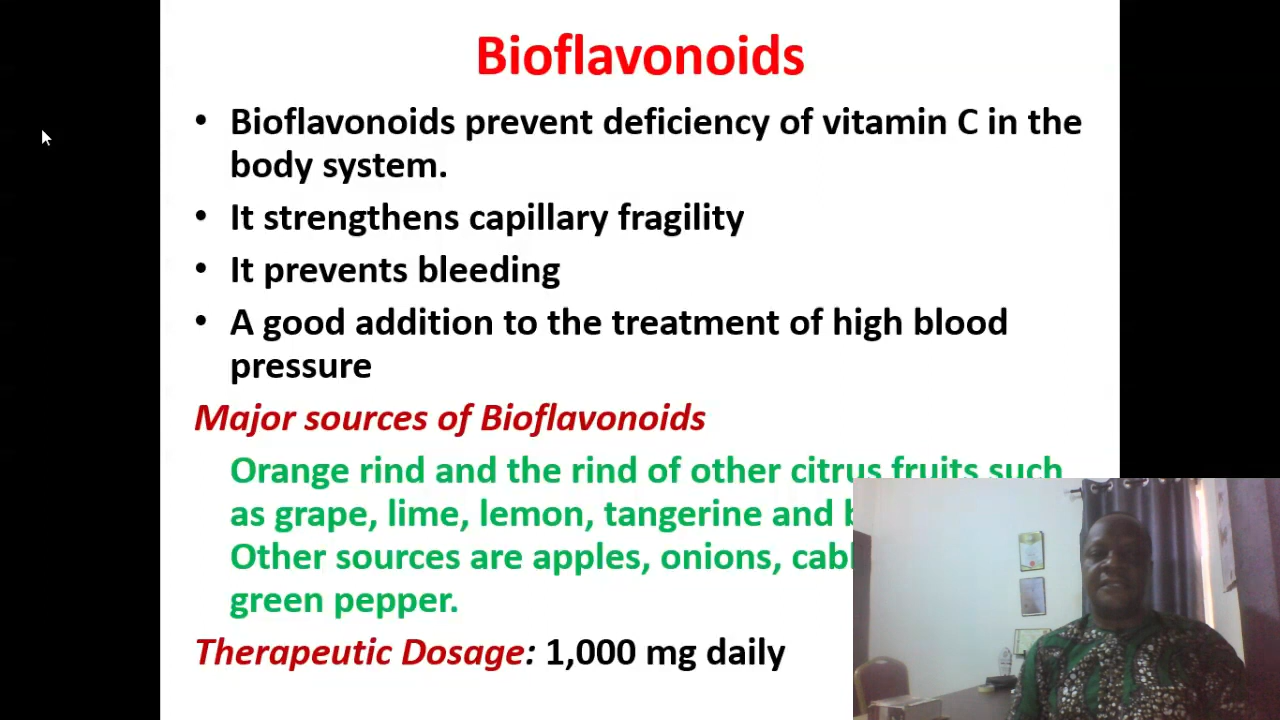 Bioflavonoids
• Bioflavonoids prevent deficiency of vitamin C in the
body system.
• It strengthens capillary fragility
• It prevents bleeding
• A good addition to the treatment of high blood
pressure
Major sources of Bioflavonoids
Orange rind and the rind of other citrus fruits such
as grape, lime, lemon, tangerine and
Other sources are apples, onions,
green pepper.
Therapeutic Dosage: 1,000 mg daily